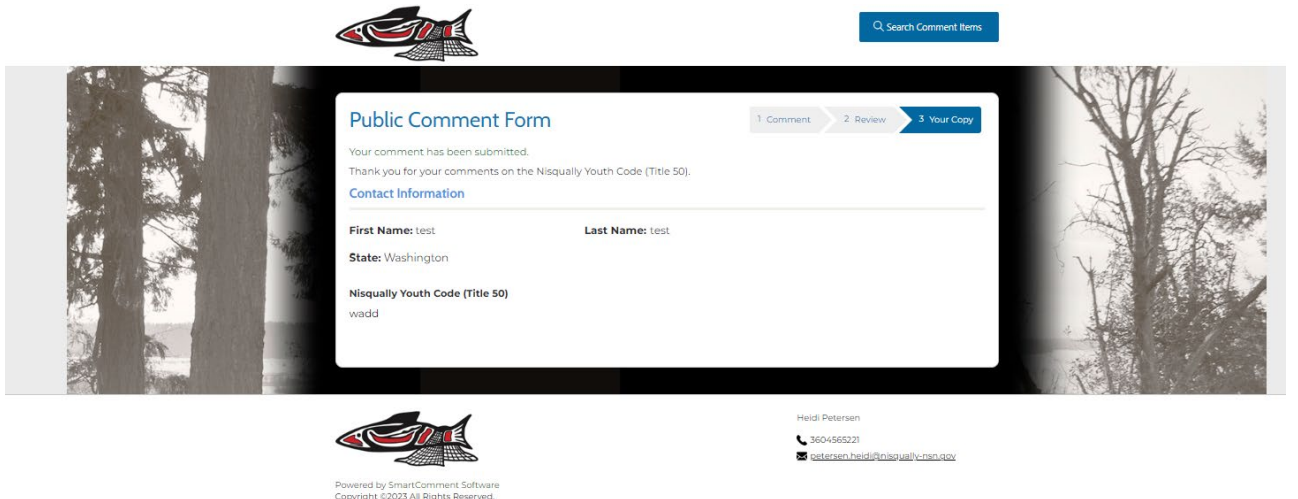 Search Comment Items
Public Comment Form
1 Comment 2 Review 3 Your Copy
Your comment has been submitted.
Thank you for your comments on the Nisqually Youth Code (Title 50).
Contact Information
First Name: test Last Name: test
State: Washington
Nisqually Youth Code (Title 50)
wadd
Heidi Petersen
3604565221
petersen.heidi@nisqually-nsn.gov
Powered by SmartComment Software
Copyright ©2023 All Rights Reserved.